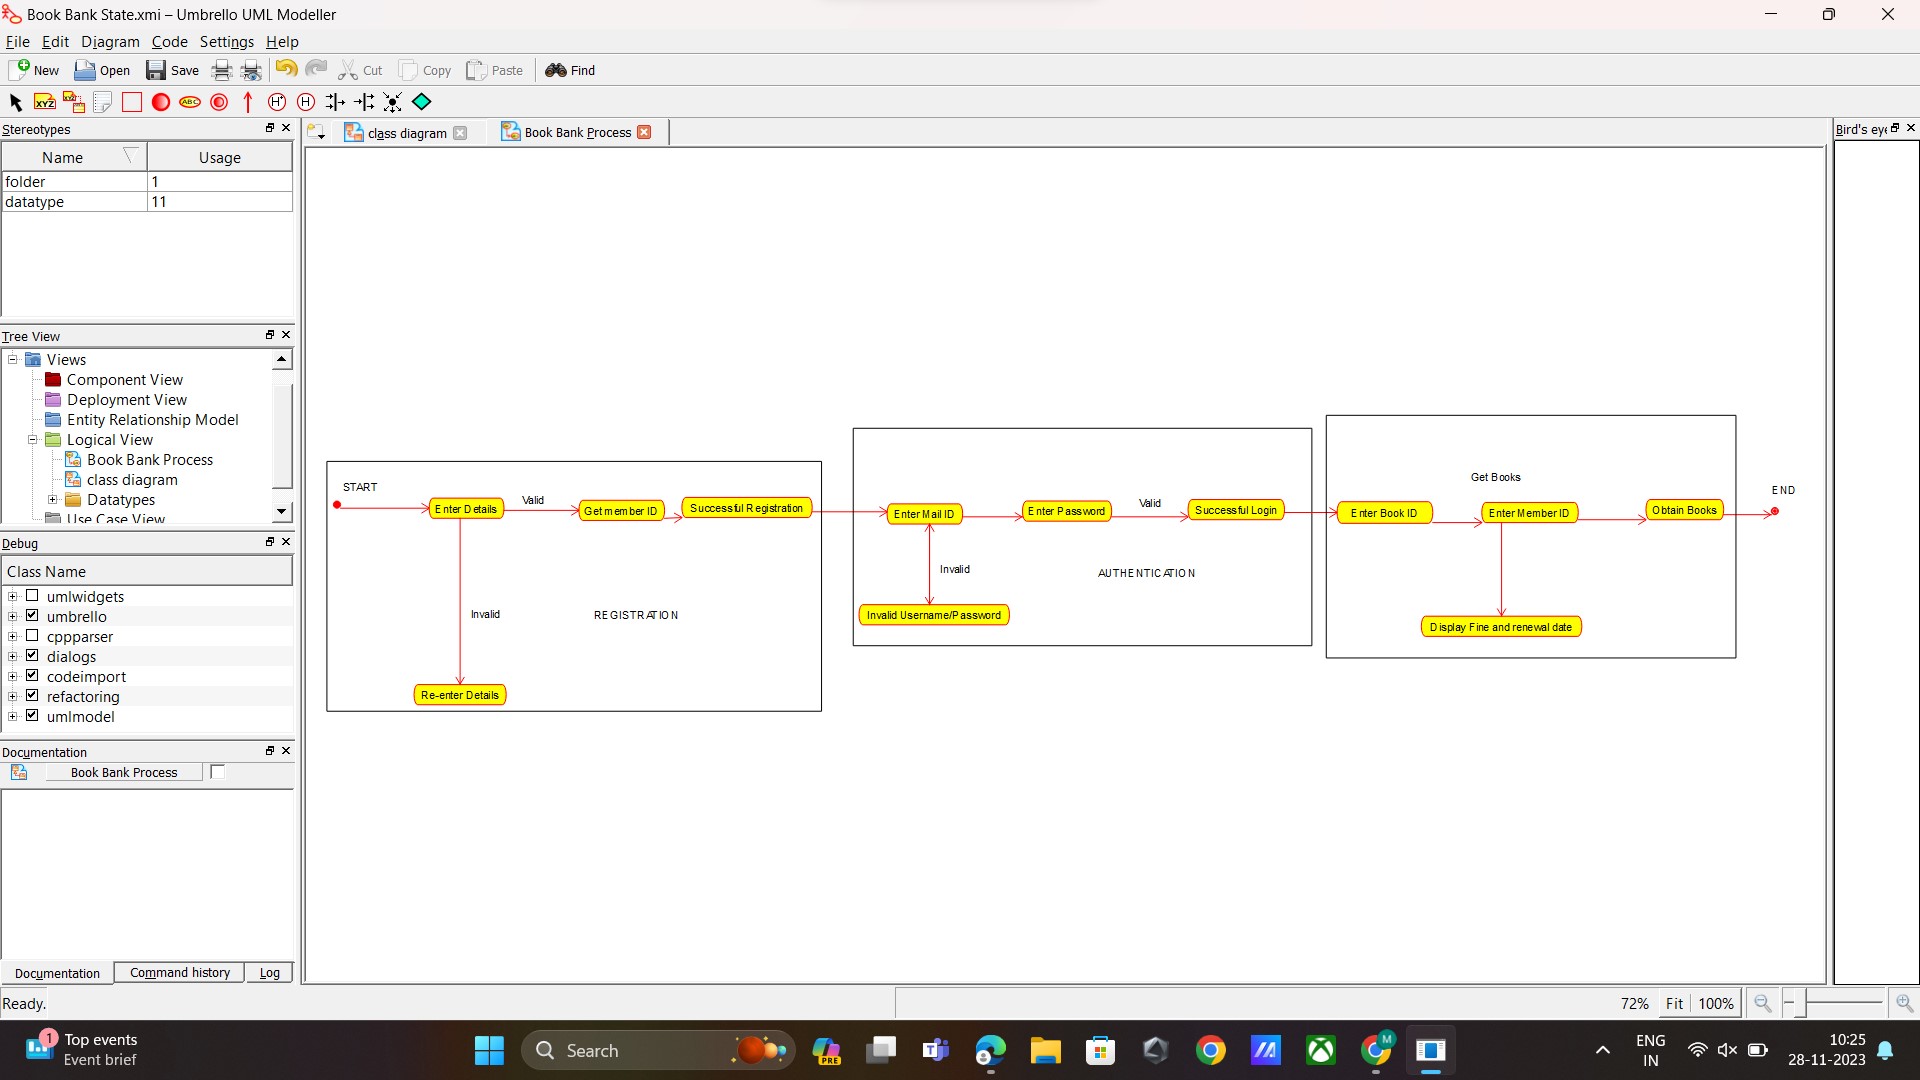 Book Bank State.xmi – Umbrello UML Modeller
File Edit Diagram Code Settings Help
New Open Save Cut Copy Paste Find
XYZ XYZ ABC H* H
Stereotypes
Name Usage
folder 1
datatype 11
Tree View
Views
Component View
Deployment View
Entity Relationship Model
Logical View
Book Bank Process
class diagram
Datatypes
Use Case View
Debug
Class Name
umlwidgets
umbrello
cppparser
dialogs
codeimport
refactoring
umlmodel
Documentation
Book Bank Process
Documentation Command history Log
class diagram Book Bank Process
START
Enter Details
Valid
Get member ID
Successful Registration
Invalid
REGISTRATION
Re-enter Details
Enter Mail ID
Enter Password
Valid
Successful Login
Invalid
AUTHENTICATION
Invalid Username/Password
Get Books
Enter Book ID
Enter Member ID
Obtain Books
Display Fine and renewal date
END
Bird's eye
Ready.
72% Fit 100%
1
Top events
Event brief
Search
PRE
M
ENG
IN
10:25
28-11-2023